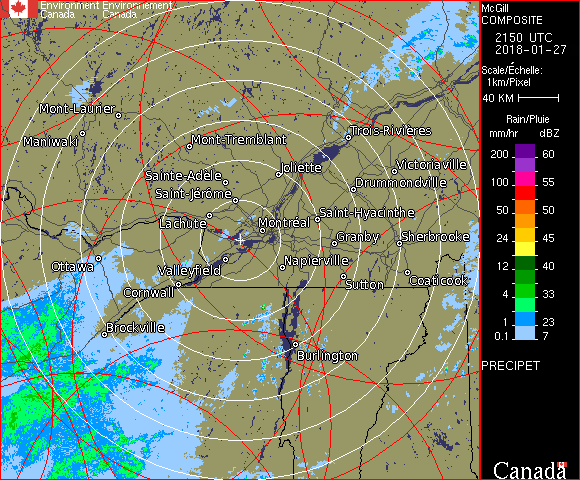 Environment Environnement
Canada Canada
McGill
COMPOSITE
2150 UTC
2018-01-27
Scale/Échelle:
1km/Pixel
40 KM
Rain/Pluie
mm/hr dBZ
200 60
100 55
50 50
24 45
12 40
4 33
1 23
0.1 7
PRECIPET
Canada
Mont-Laurier
Maniwaki
Mont-Tremblant
Trois-Rivières
Sainte-Adèle
Joliette
Victoriaville
Saint-Jérôme
Drummondville
Lachute
Montréal
Saint-Hyacinthe
Granby
Sherbrooke
Ottawa
Valleyfield
Napierville
Cornwall
Sutton
Coaticook
Brockville
Burlington